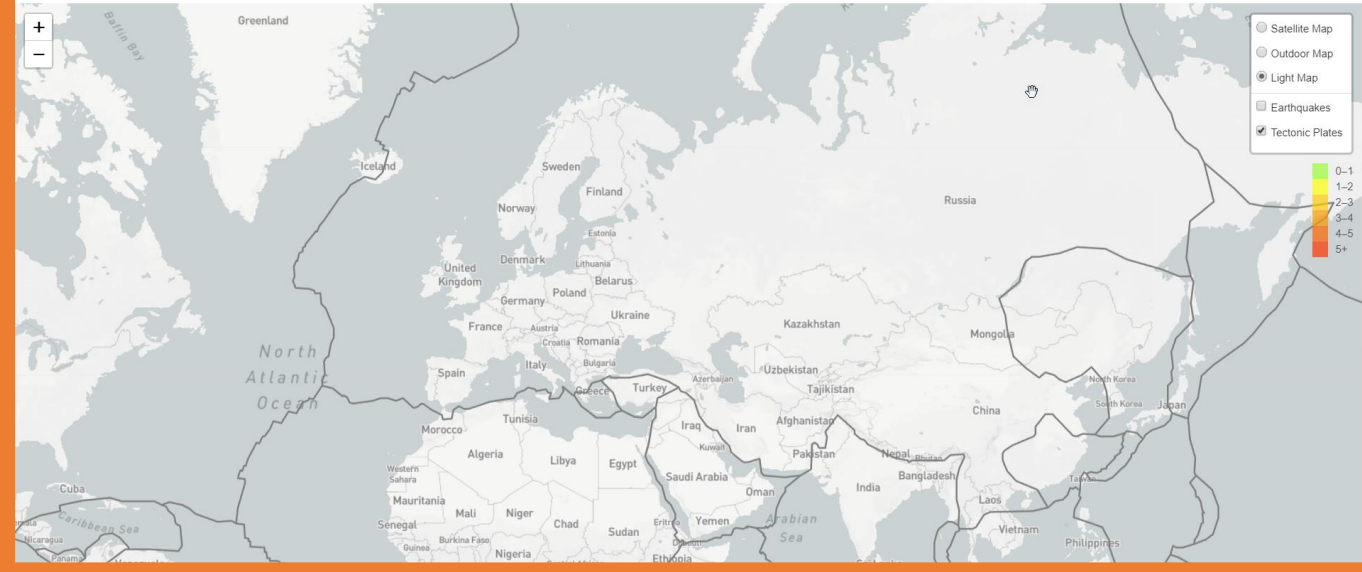 +
−
Satellite Map
Outdoor Map
Light Map
Earthquakes
Tectonic Plates
0–1
1–2
2–3
3–4
4–5
5+
Greenland
Baffin Bay
Iceland
Sweden
Finland
Norway
Russia
Estonia
Denmark
Lithuania
United
Kingdom
Belarus
Poland
Germany
Ukraine
France
Austria
Kazakhstan
Mongolia
Croatia
Romania
North
Atlantic
Ocean
Italy
Bulgaria
Spain
Uzbekistan
Azerbaijan
North Korea
Greece
Turkey
Tajikistan
South Korea
Japan
China
Tunisia
Morocco
Iraq
Iran
Afghanistan
Kuwait
Algeria
Libya
Egypt
Pakistan
Nepal
Bhutan
Western
Sahara
Saudi Arabia
Bangladesh
Taiwan
Cuba
India
Oman
Laos
Mauritania
Mali
Niger
Chad
Sudan
Eritrea
Yemen
Arabian
Sea
Caribbean Sea
Senegal
Vietnam
Nicaragua
Burkina Faso
Philippines
Guinea
Nigeria
Djibouti
Ethiopia
Panama
Venezuela